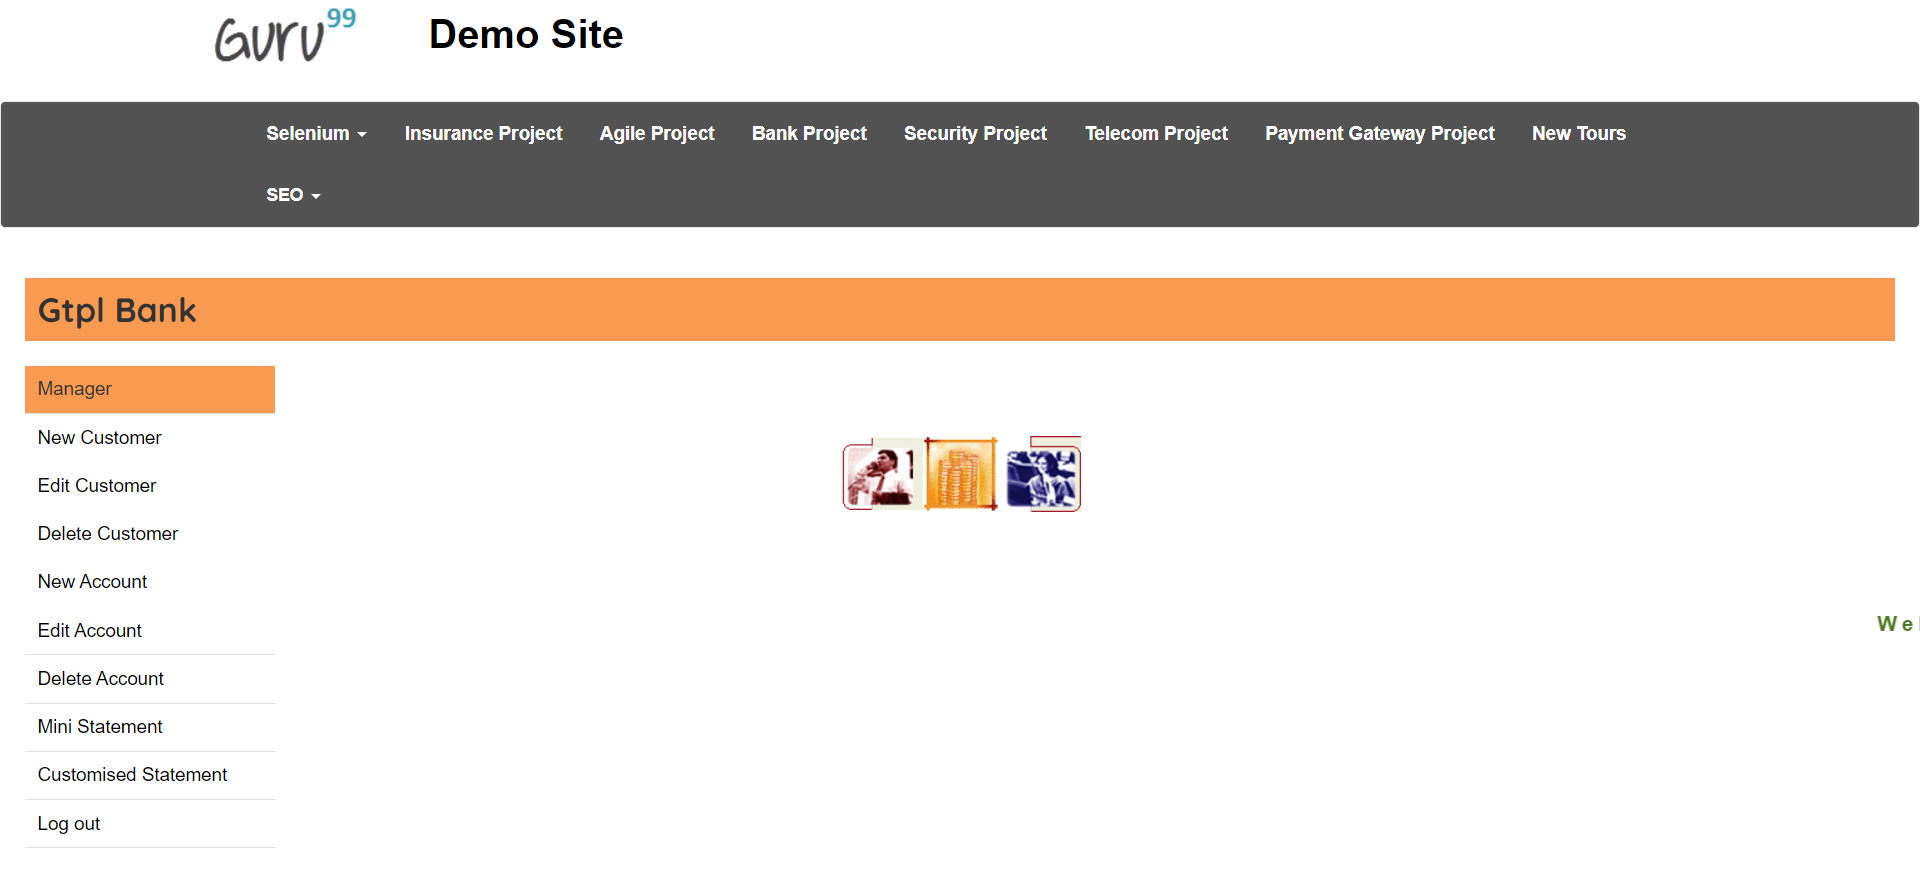 Guru99
Demo Site
Selenium
Insurance Project
Agile Project
Bank Project
Security Project
Telecom Project
Payment Gateway Project
New Tours
SEO
Gtpl Bank
Manager
New Customer
Edit Customer
Delete Customer
New Account
Edit Account
We
Delete Account
Mini Statement
Customised Statement
Log out